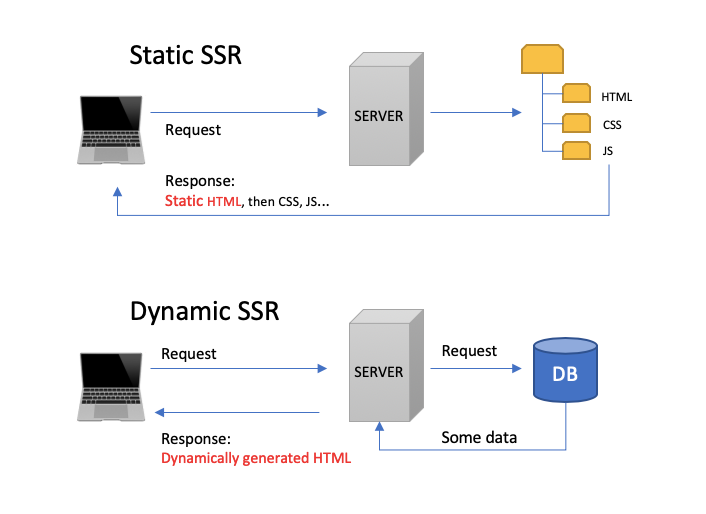 Static SSR
Request
SERVER
HTML
CSS
JS
Response:
Static HTML, then CSS, JS...
Dynamic SSR
Request
SERVER
Request
DB
Response:
Dynamically generated HTML
Some data